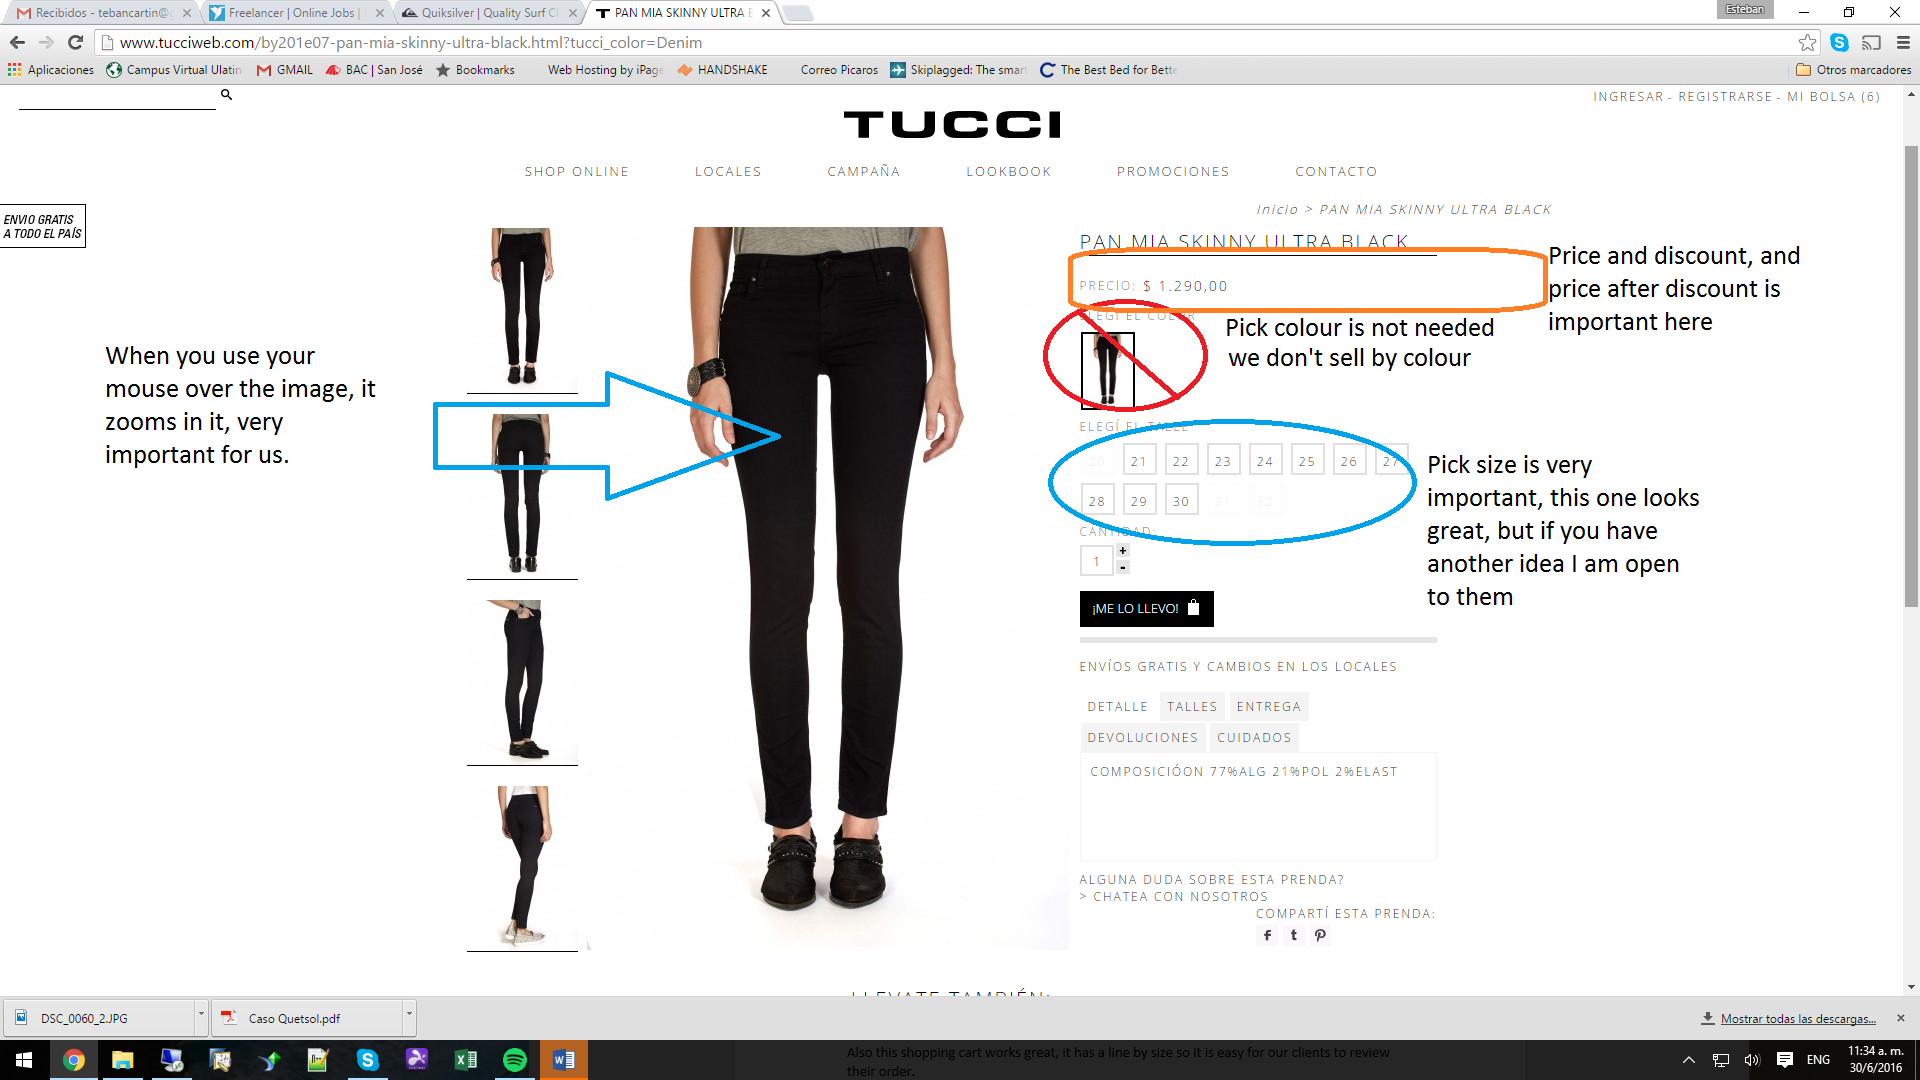 Recibidos - tebancartin@g
Freelancer | Online Jobs |
Quiksilver | Quality Surf C
PAN MIA SKINNY ULTRA B
Esteban
www.tucciweb.com/by201e07-pan-mia-skinny-ultra-black.html?tucci_color=Denim
Aplicaciones
Campus Virtual Ulatin
GMAIL
BAC | San José
Bookmarks
Web Hosting by iPage
HANDSHAKE
Correo Picaros
Skiplagged: The smart
The Best Bed for Bette
Otros marcadores
INGRESAR - REGISTRARSE - MI BOLSA (6)
TUCCI
SHOP ONLINE
LOCALES
CAMPAÑA
LOOKBOOK
PROMOCIONES
CONTACTO
ENVIO GRATIS
A TODO EL PAÍS
Inicio > PAN MIA SKINNY ULTRA BLACK
PAN MIA SKINNY ULTRA BLACK
PRECIO: $ 1.290,00
Price and discount, and
price after discount is
important here
ELEGÍ EL COLOR
Pick colour is not needed
we don't sell by colour
When you use your
mouse over the image, it
zooms in it, very
important for us.
ELEGÍ EL TALLE
20 21 22 23 24 25 26 27
28 29 30 31 32
Pick size is very
important, this one looks
great, but if you have
another idea I am open
to them
CANTIDAD:
1
+
-
¡ME LO LLEVO!
ENVÍOS GRATIS Y CAMBIOS EN LOS LOCALES
DETALLE
TALLES
ENTREGA
DEVOLUCIONES
CUIDADOS
COMPOSICIÓON 77%ALG 21%POL 2%ELAST
ALGUNA DUDA SOBRE ESTA PRENDA?
> CHATEA CON NOSOTROS
COMPARTÍ ESTA PRENDA:
LLEVATE TAMBIÉN:
DSC_0060_2.JPG
Caso Quetsol.pdf
Mostrar todas las descargas...
Also this shopping cart works great, it has a line by size so it is easy for our clients to review
their order.
ENG
11:34 a. m.
30/6/2016